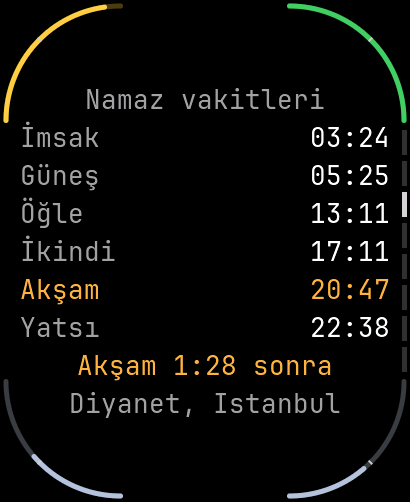 Namaz vakitleri
İmsak 03:24
Güneş 05:25
Öğle 13:11
İkindi 17:11
Akşam 20:47
Yatsı 22:38
Akşam 1:28 sonra
Diyanet, Istanbul